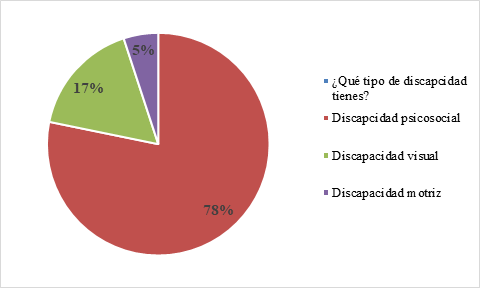 5%
17%
78%
¿Qué tipo de discapcidad
tienes?
Discapcidad psicosocial
Discapacidad visual
Discapacidad motriz